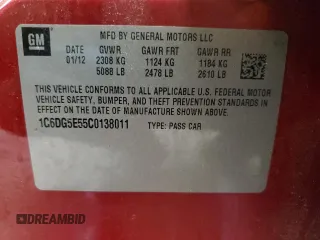 GM
MFD BY GENERAL MOTORS LLC
DATE GVWR GAWR FRT GAWR RR
01/12 2308 KG 1124 KG 1184 KG
5088 LB 2478 LB 2610 LB
THIS VEHICLE CONFORMS TO ALL APPLICABLE U.S. FEDERAL MOTOR
VEHICLE SAFETY, BUMPER, AND THEFT PREVENTION STANDARDS
IN EFFECT ON THE DATE OF MANUFACTURE SHOWN ABOVE.
1C6DG5E55C0138011 TYPE: PASS CAR
DREAMBID